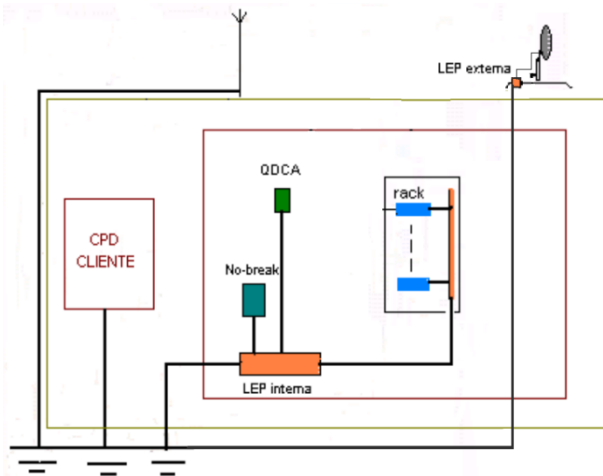 LEP externa
QDCA
rack
CPD
CLIENTE
No-break
LEP interna